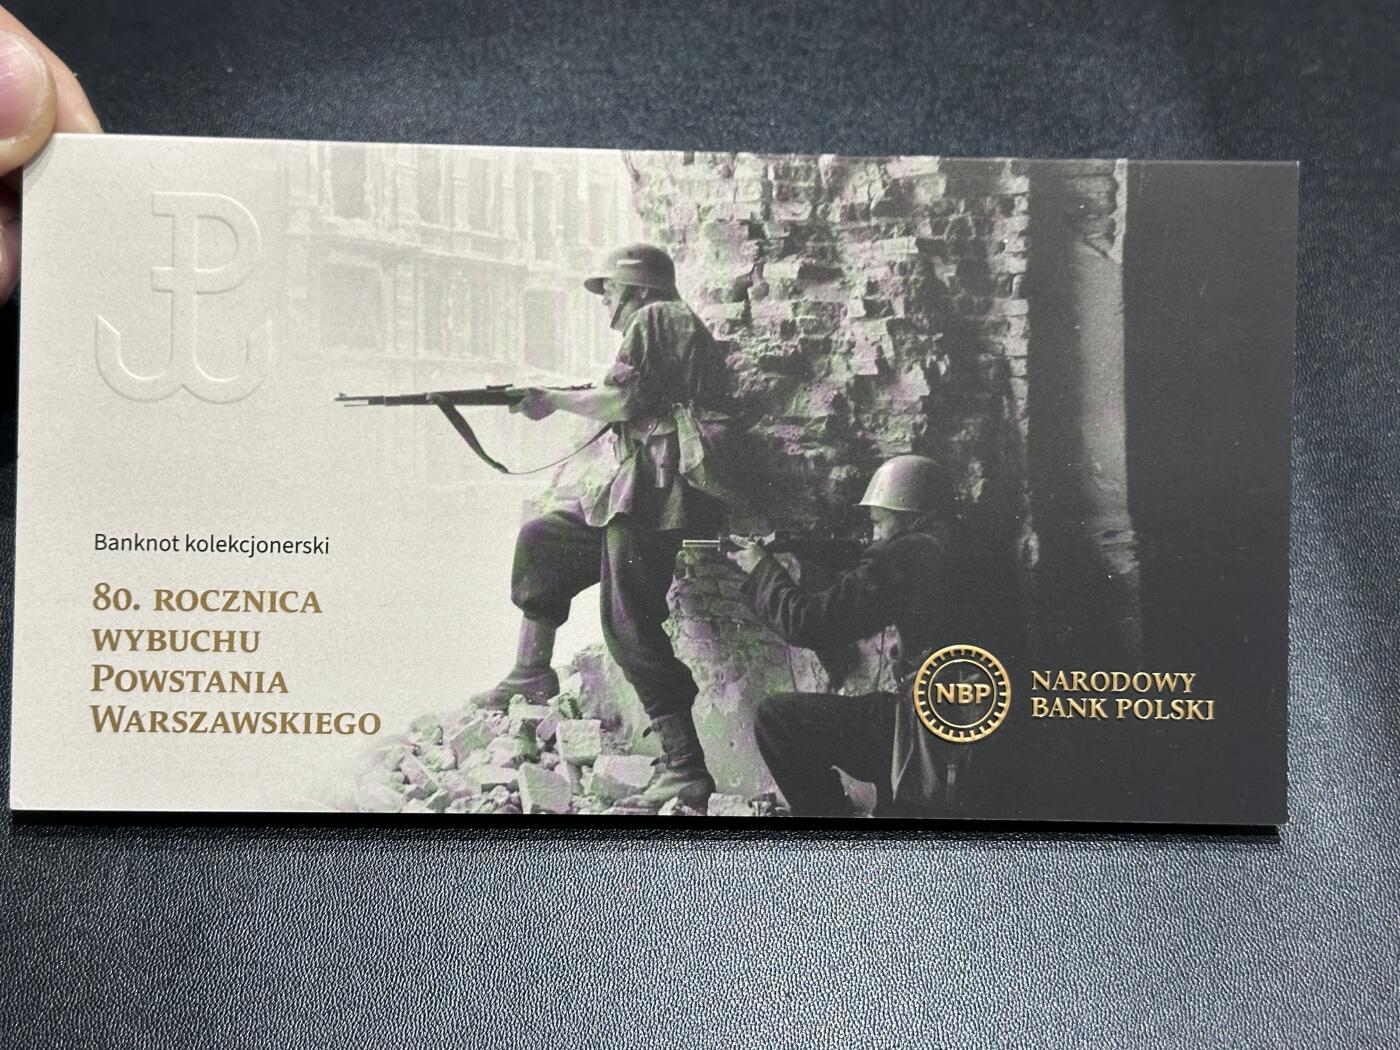 Banknot kolekcjonerski
80. ROCZNICA
WYBUCHU
POWSTANIA
WARSZAWSKIEGO
NBP
NARODOWY
BANK POLSKI